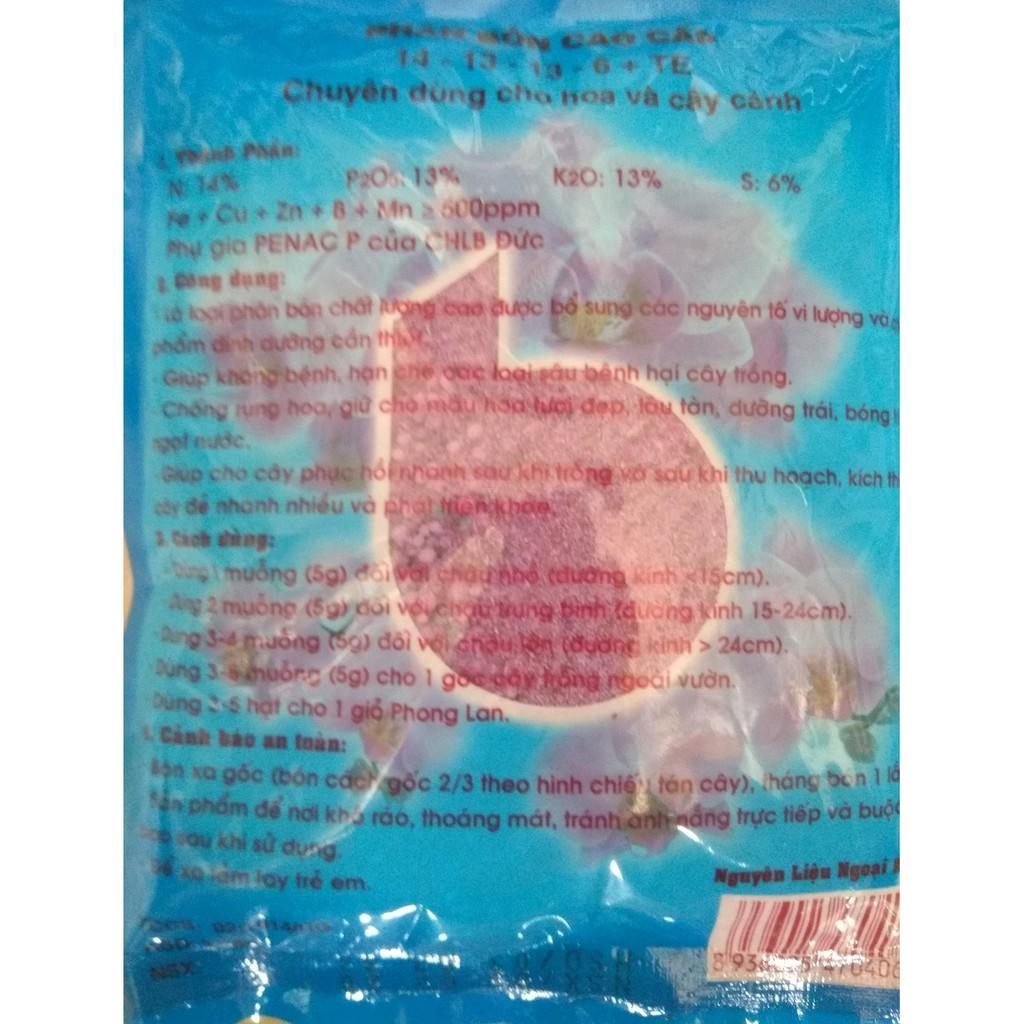 PHÂN BÓN CAO CẤP
14 - 13 - 13 - 6 + TE
Chuyên dùng cho hoa và cây cảnh
1. Thành Phần:
N: 14% P2O5: 13% K2O: 13% S: 6%
Fe + Cu + Zn + B + Mn ≥ 600ppm
Phụ gia PENAC P của CHLB Đức
2. Công dụng:
- Là loại phân bón chất lượng cao được bổ sung các nguyên tố vi lượng và
phẩm dinh dưỡng cần thiết.
- Giúp kháng bệnh, hạn chế các loại sâu bệnh hại cây trồng.
- Chống rụng hoa, giữ cho màu hoa tươi đẹp, lâu tàn, dưỡng trái, bóng
ngọt nước.
- Giúp cho cây phục hồi nhanh sau khi trồng và sau khi thu hoạch, kích th
cây đẻ nhánh nhiều và phát triển khỏe.
3. Cách dùng:
- Dùng 1 muỗng (5g) đối với chậu nhỏ (đường kính <15cm).
- Dùng 2 muỗng (5g) đối với chậu trung bình (đường kính 15-24cm).
- Dùng 3-4 muỗng (5g) đối với chậu lớn (đường kính > 24cm).
- Dùng muỗng (5g) cho 1 gốc cây trồng ngoài vườn.
Dùng 3-5 hạt cho 1 giỏ Phong Lan.
4. Cảnh báo an toàn:
Bón xa gốc (bón cách gốc 2/3 theo hình chiếu tán cây), tháng bón 1 lầ
Sản phẩm để nơi khô ráo, thoáng mát, tránh ánh nắng trực tiếp và buộc
sau khi sử dụng.
Để xa tầm tay trẻ em.
Nguyên Liệu Ngoại
NSX: